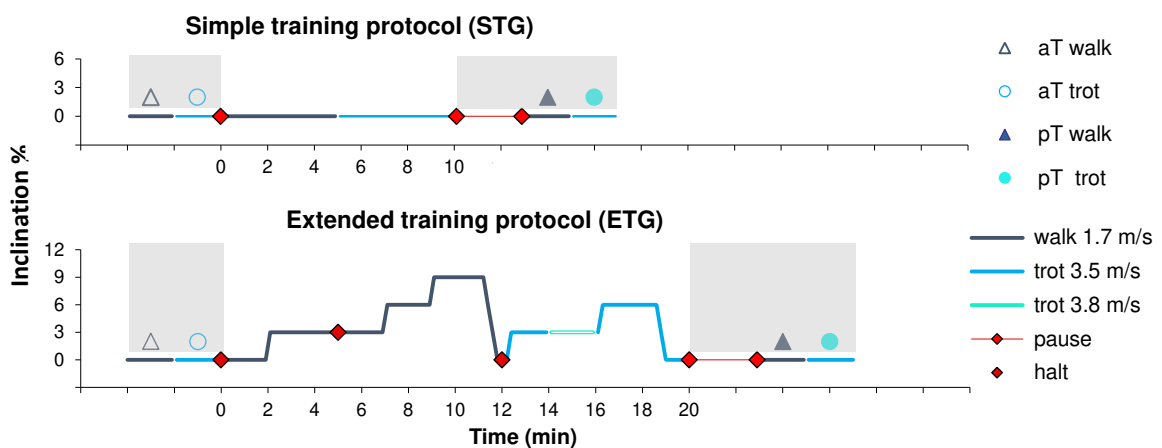 Simple training protocol (STG)
6
3
0
0 2 4 6 8 10
aT walk
aT trot
pT walk
pT trot
Inclination %
Extended training protocol (ETG)
12
9
6
3
0
0 2 4 6 8 10 12 14 16 18 20
Time (min)
walk 1.7 m/s
trot 3.5 m/s
trot 3.8 m/s
pause
halt